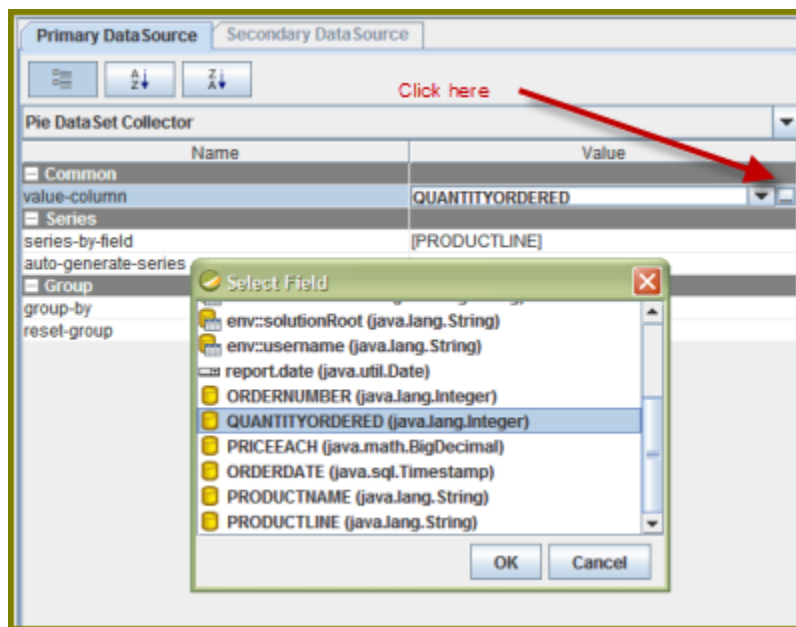 Primary DataSource Secondary DataSource
Click here
Pie DataSet Collector
Name Value
Common
value-column QUANTITYORDERED
Series
series-by-field [PRODUCTLINE]
auto-generate-series
Group
group-by
reset-group
Select Field
env::solutionRoot (java.lang.String)
env::username (java.lang.String)
report.date (java.util.Date)
ORDERNUMBER (java.lang.Integer)
QUANTITYORDERED (java.lang.Integer)
PRICEEACH (java.math.BigDecimal)
ORDERDATE (java.sql.Timestamp)
PRODUCTNAME (java.lang.String)
PRODUCTLINE (java.lang.String)
OK Cancel